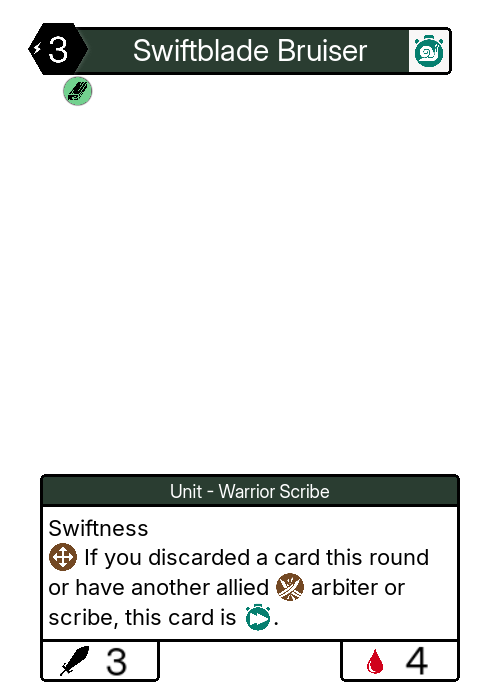 3
Swiftblade Bruiser
Unit - Warrior Scribe
Swiftness
If you discarded a card this round
or have another allied arbiter or
scribe, this card is .
3
4